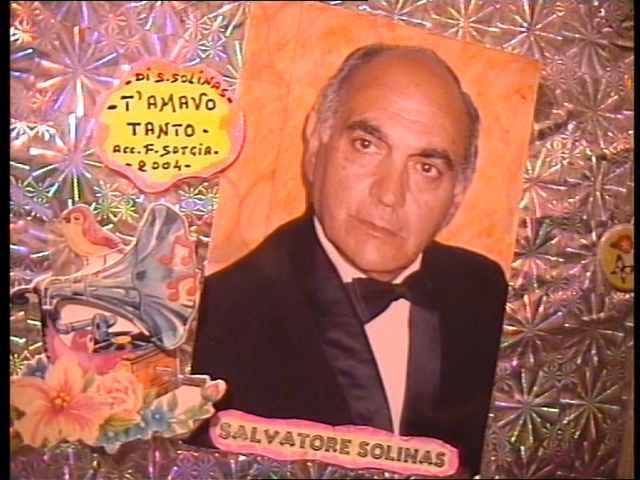 -DI S. SOLINAS-
-T'AMAVO
TANTO-
ACC. F. SOTGIA-
-2004-
SALVATORE SOLINAS